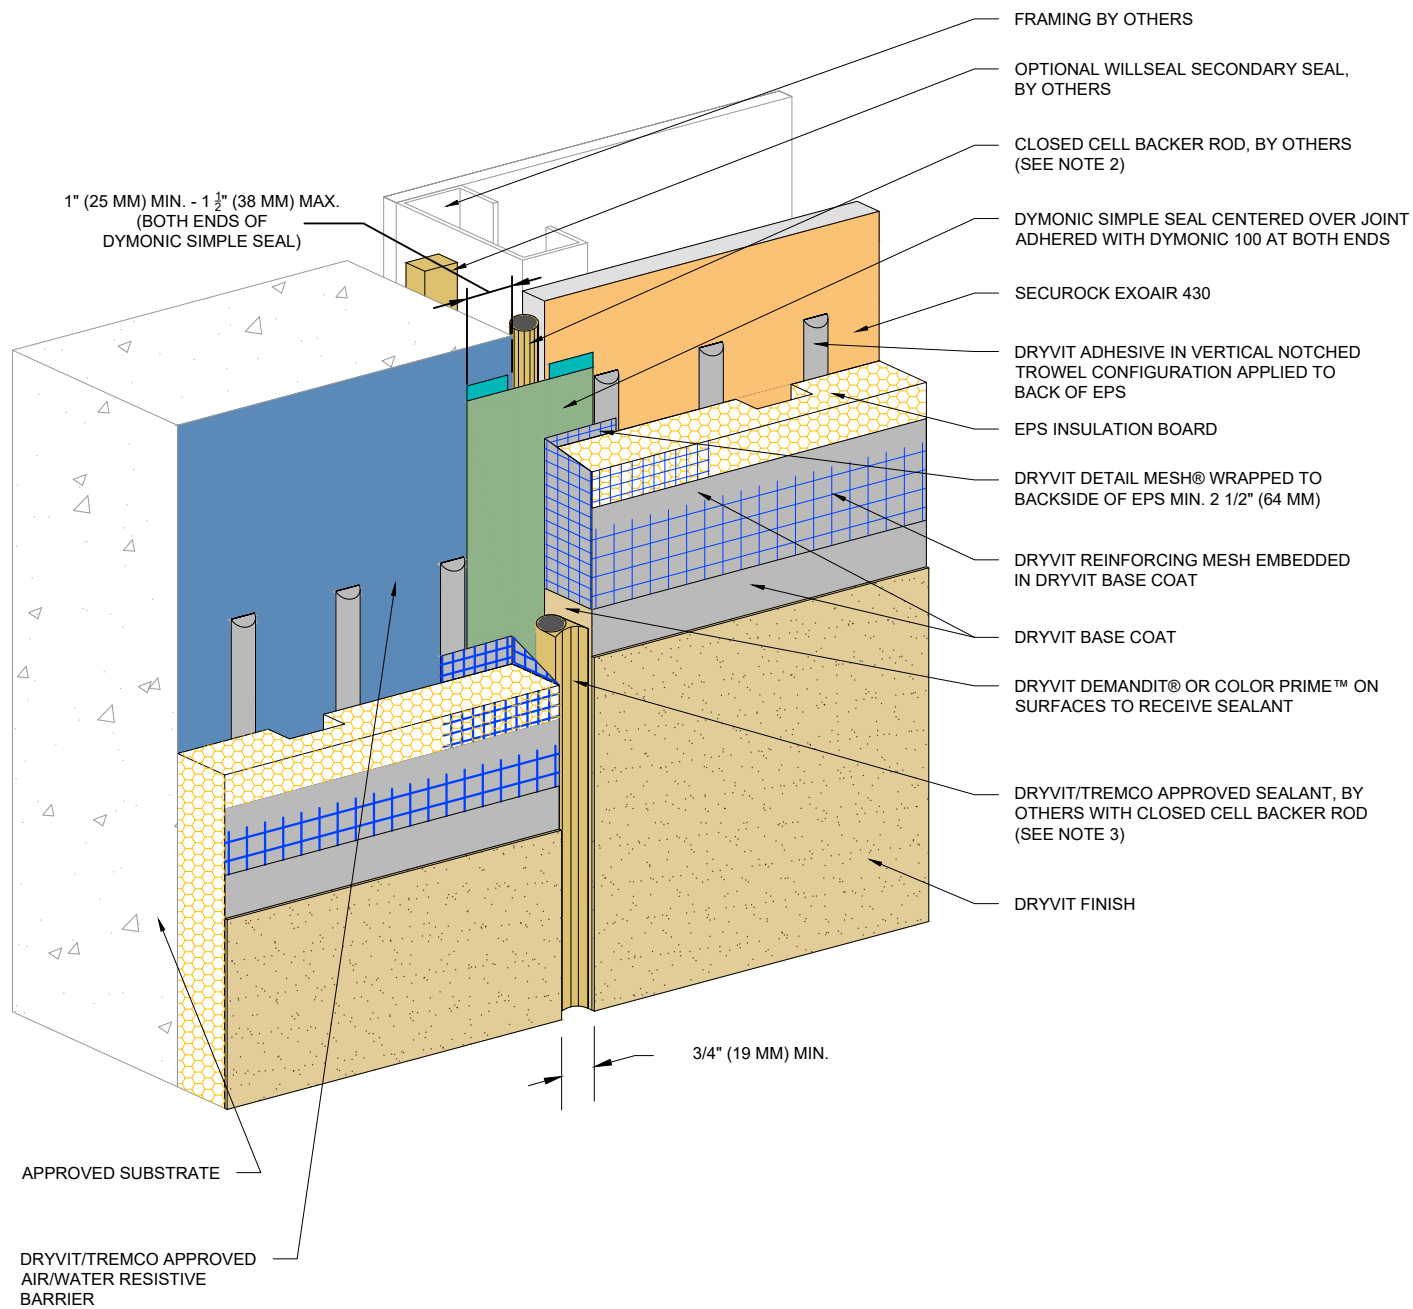 FRAMING BY OTHERS
OPTIONAL WILLSEAL SECONDARY SEAL,
BY OTHERS
CLOSED CELL BACKER ROD, BY OTHERS
(SEE NOTE 2)
1" (25 MM) MIN. - 1 1/2" (38 MM) MAX.
(BOTH ENDS OF
DYMONIC SIMPLE SEAL)
DYMONIC SIMPLE SEAL CENTERED OVER JOINT
ADHERED WITH DYMONIC 100 AT BOTH ENDS
SECUROCK EXOAIR 430
DRYVIT ADHESIVE IN VERTICAL NOTCHED
TROWEL CONFIGURATION APPLIED TO
BACK OF EPS
EPS INSULATION BOARD
DRYVIT DETAIL MESH® WRAPPED TO
BACKSIDE OF EPS MIN. 2 1/2" (64 MM)
DRYVIT REINFORCING MESH EMBEDDED
IN DRYVIT BASE COAT
DRYVIT BASE COAT
DRYVIT DEMANDIT® OR COLOR PRIME™ ON
SURFACES TO RECEIVE SEALANT
DRYVIT/TREMCO APPROVED SEALANT, BY
OTHERS WITH CLOSED CELL BACKER ROD
(SEE NOTE 3)
DRYVIT FINISH
3/4" (19 MM) MIN.
APPROVED SUBSTRATE
DRYVIT/TREMCO APPROVED
AIR/WATER RESISTIVE
BARRIER